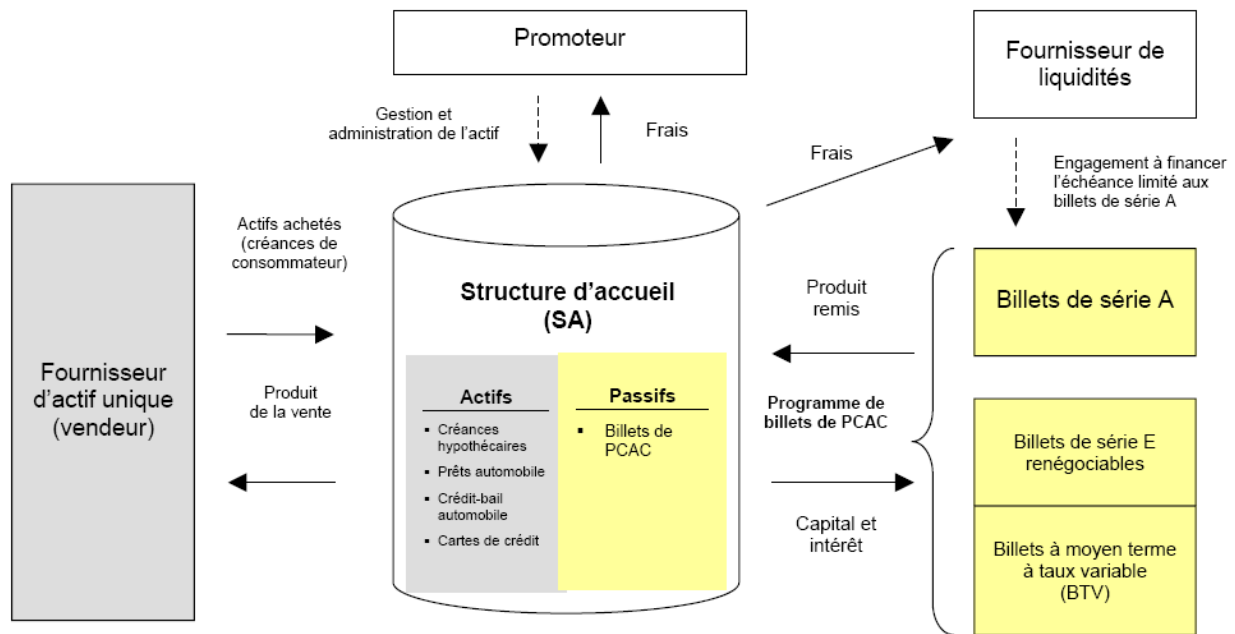 Promoteur
Fournisseur de
liquidités
Gestion et
administration de l'actif
Frais
Frais
Engagement à financer
l'échéance limité aux
billets de série A
Actifs achetés
(créances de
consommateur)
Structure d'accueil
(SA)
Produit
remis
Billets de série A
Fournisseur
d'actif unique
(vendeur)
Produit
de la vente
Actifs
▪ Créances
hypothécaires
▪ Prêts automobile
▪ Crédit-bail
automobile
▪ Cartes de crédit
Passifs
▪ Billets de
PCAC
Programme de
billets de PCAC
Billets de série E
renégociables
Capital et
intérêt
Billets à moyen terme
à taux variable
(BTV)